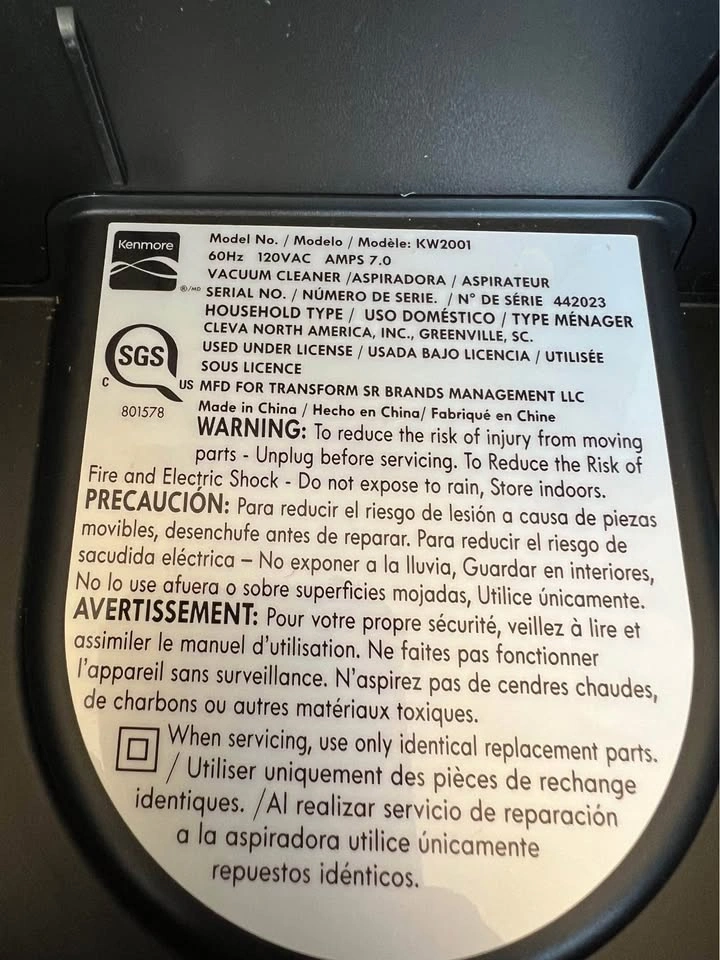 Kenmore
®/MD
Model No. / Modelo / Modèle: KW2001
60Hz 120VAC AMPS 7.0
VACUUM CLEANER /ASPIRADORA / ASPIRATEUR
SERIAL NO. / NÚMERO DE SERIE. / N° DE SÉRIE 442023
HOUSEHOLD TYPE / USO DOMÉSTICO / TYPE MÉNAGER
CLEVA NORTH AMERICA, INC., GREENVILLE, SC.
USED UNDER LICENSE / USADA BAJO LICENCIA / UTILISÉE
SOUS LICENCE
MFD FOR TRANSFORM SR BRANDS MANAGEMENT LLC
Made in China / Hecho en China/ Fabriqué en Chine
SGS
C US
801578
WARNING: To reduce the risk of injury from moving
parts - Unplug before servicing. To Reduce the Risk of
Fire and Electric Shock - Do not expose to rain, Store indoors.
PRECAUCIÓN: Para reducir el riesgo de lesión a causa de piezas
movibles, desenchufe antes de reparar. Para reducir el riesgo de
sacudida eléctrica – No exponer a la lluvia, Guardar en interiores,
No lo use afuera o sobre superficies mojadas, Utilice únicamente.
AVERTISSEMENT: Pour votre propre sécurité, veillez à lire et
assimiler le manuel d'utilisation. Ne faites pas fonctionner
l'appareil sans surveillance. N'aspirez pas de cendres chaudes,
de charbons ou autres matériaux toxiques.
When servicing, use only identical replacement parts.
/ Utiliser uniquement des pièces de rechange
identiques. /Al realizar servicio de reparación
a la aspiradora utilice únicamente
repuestos idénticos.